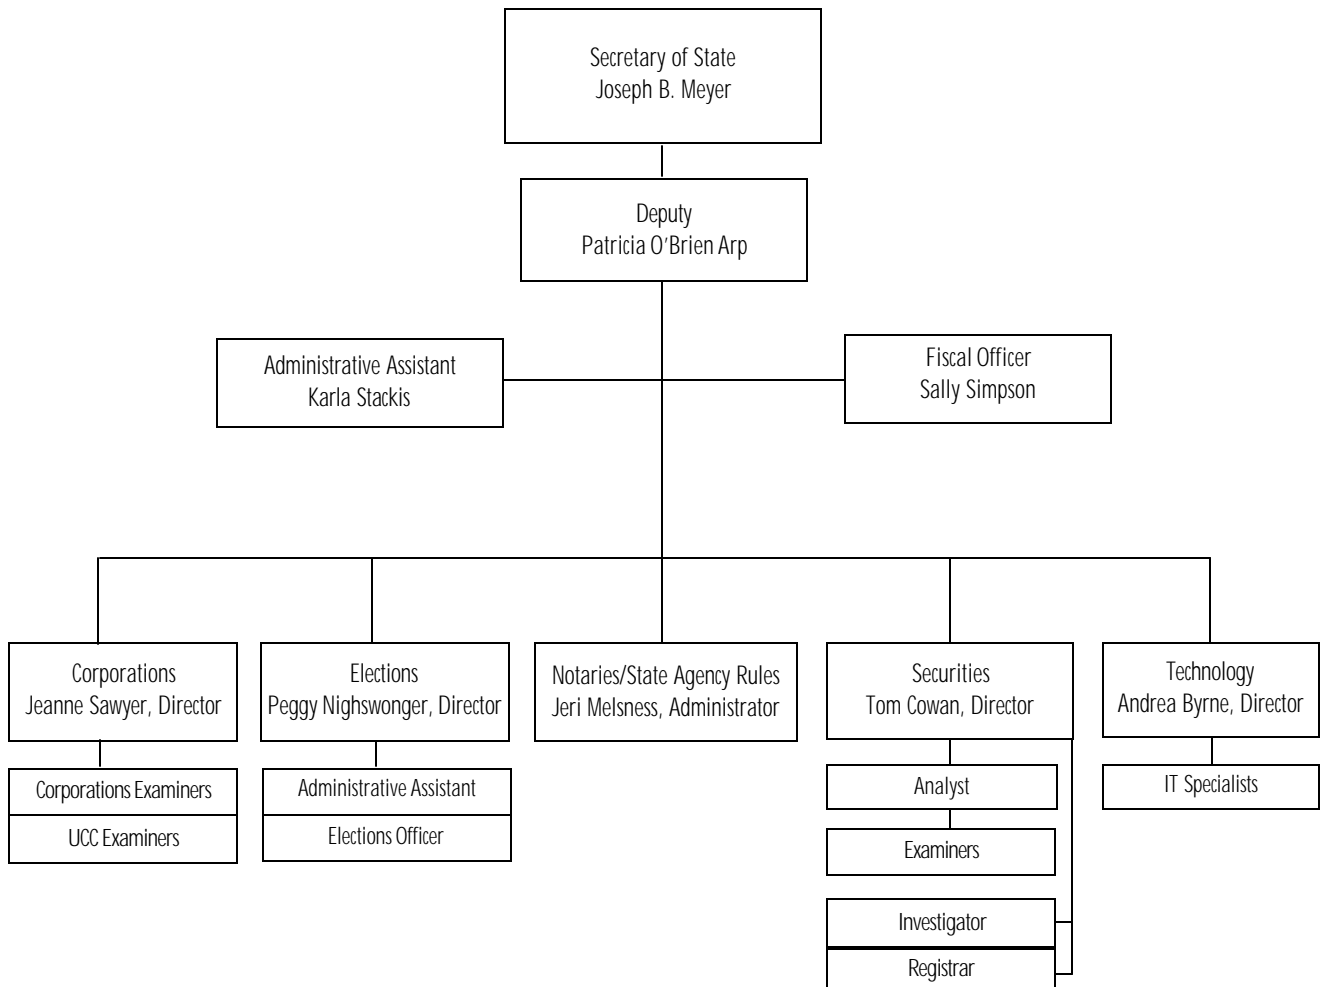 Secretary of State
Joseph B. Meyer
Deputy
Patricia O'Brien Arp
Administrative Assistant
Karla Stackis
Fiscal Officer
Sally Simpson
Corporations
Jeanne Sawyer, Director
Elections
Peggy Nighswonger, Director
Notaries/State Agency Rules
Jeri Melsness, Administrator
Securities
Tom Cowan, Director
Technology
Andrea Byrne, Director
Corporations Examiners
UCC Examiners
Administrative Assistant
Elections Officer
Analyst
Examiners
Investigator
Registrar
IT Specialists